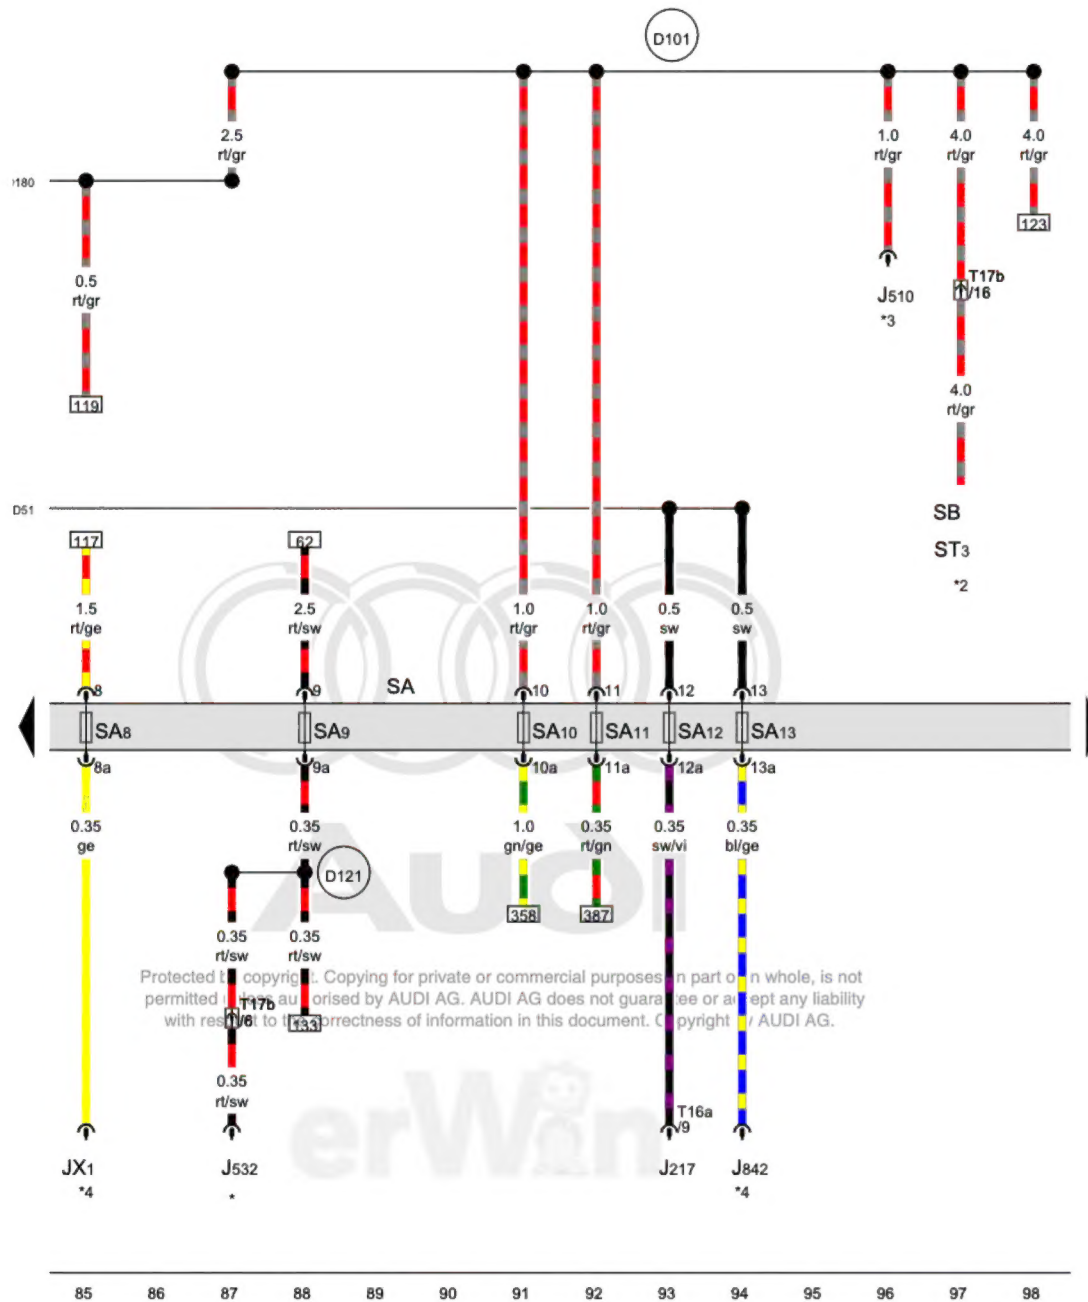 D101
2.5
rt/gr
1.0
rt/gr
4.0
rt/gr
4.0
rt/gr
0.5
rt/gr
123
T17b
/16
J510
*3
119
4.0
rt/gr
D51
SB
ST3
*2
117
62
1.5
rt/ge
2.5
rt/sw
1.0
rt/gr
1.0
rt/gr
0.5
sw
0.5
sw
8
9
SA
10
11
12
13
SA8
SA9
SA10
SA11
SA12
SA13
8a
9a
10a
11a
12a
13a
0.35
ge
0.35
rt/sw
1.0
gn/ge
0.35
rt/gn
0.35
sw/vi
0.35
bl/ge
D121
358
387
Audi
0.35
rt/sw
0.35
rt/sw
Protected by copyright. Copying for private or commercial purposes, in part or in whole, is not
permitted unless authorised by AUDI AG. AUDI AG does not guarantee or accept any liability
with respect to the correctness of information in this document. Copyright by AUDI AG.
T17b
/6
133
0.35
rt/sw
erWin
T16a
/9
JX1
*4
J532
*
J217
J842
*4
85 86 87 88 89 90 91 92 93 94 95 96 97 98